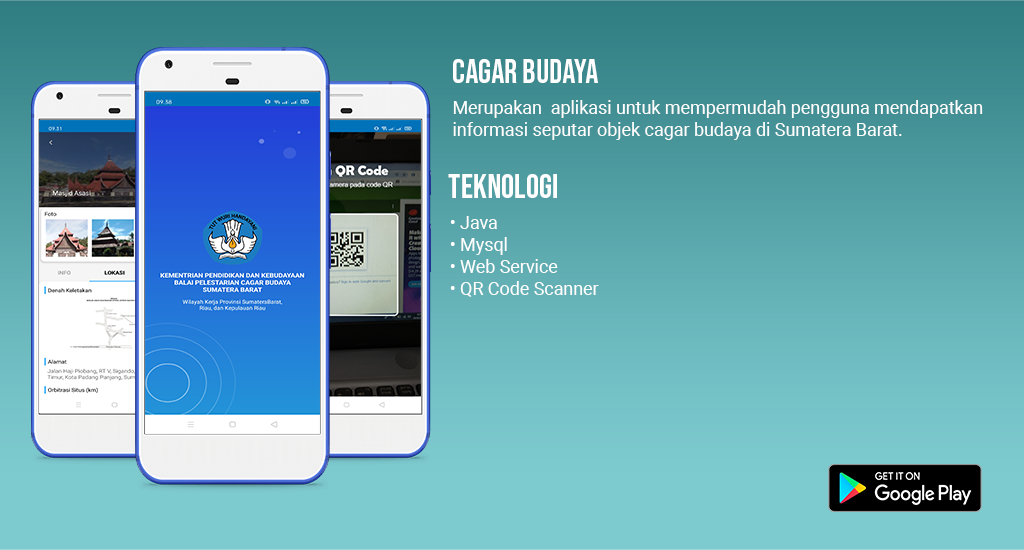 CAGAR BUDAYA
Merupakan aplikasi untuk mempermudah pengguna mendapatkan
informasi seputar objek cagar budaya di Sumatera Barat.
TEKNOLOGI
• Java
• Mysql
• Web Service
• QR Code Scanner
09.31
Masjid Asasi
Foto
INFO
LOKASI
Denah Keletakan
Alamat
Jalan Haji Piobang, RT V, Sigando,
Timur, Kota Padang Panjang, Sum
Orbitrasi Situs (km)
09.58
TUT WURI HANDAYANI
KEMENTRIAN PENDIDIKAN DAN KEBUDAYAAN
BALAI PELESTARIAN CAGAR BUDAYA
SUMATERA BARAT
Wilayah Kerja Provinsi SumateraBarat,
Riau, dan Kepulauan Riau
QR Code
amera pada code QR
GET IT ON
Google Play